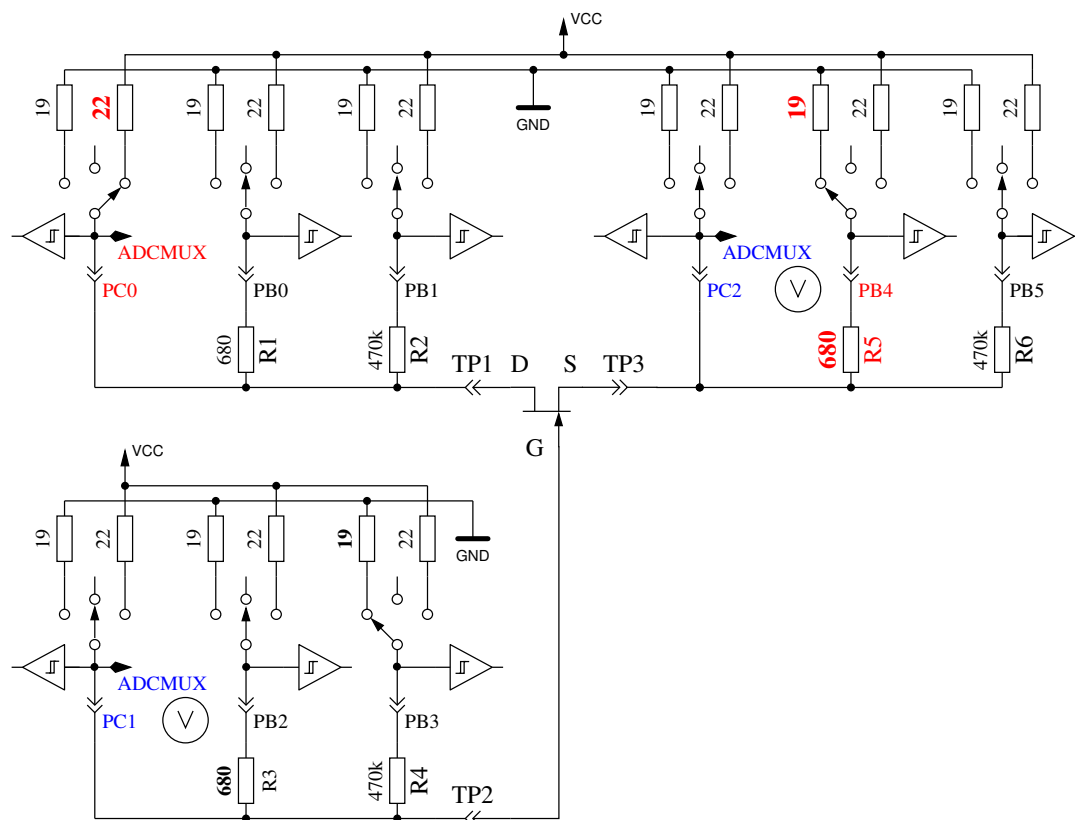 VCC
19 22 19 22 19 22 GND 19 22 19 22 19 22
ADCMUX ADCMUX
PC0 PB0 PB1 PC2 V PB4 PB5
680 R1 470k R2 680 R5 470k R6
TP1 D S TP3
G
VCC
19 22 19 22 19 22 GND
ADCMUX
PC1 V PB2 PB3
680 R3 470k R4
TP2